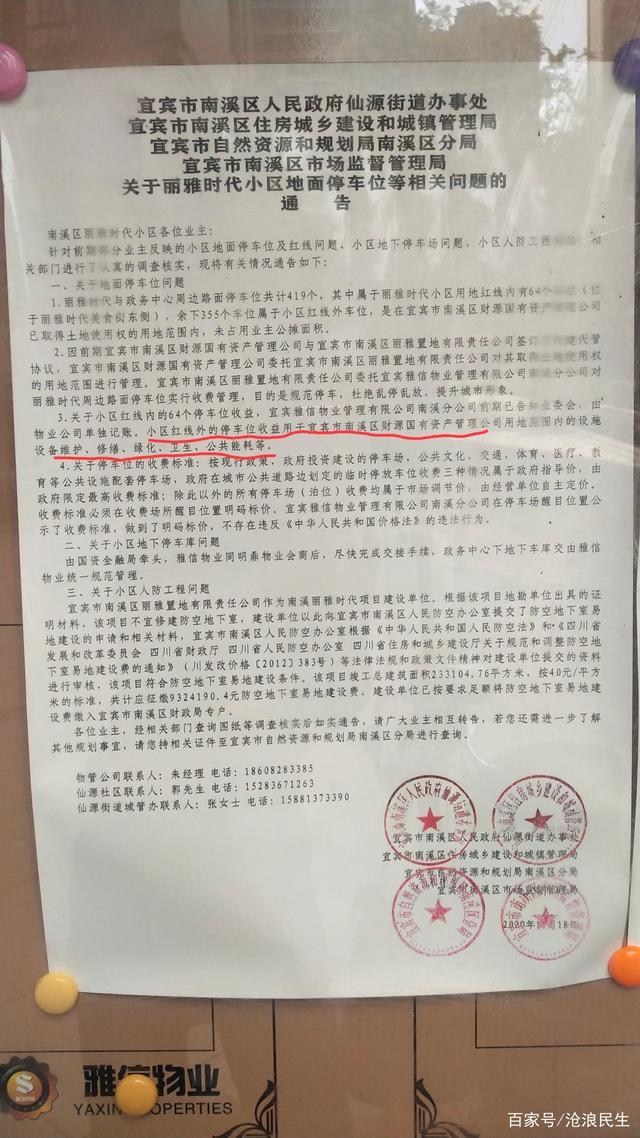 宜宾市南溪区人民政府仙源街道办事处
宜宾市南溪区住房城乡建设和城镇管理局
宜宾市自然资源和规划局南溪区分局
宜宾市南溪区市场监督管理局
关于丽雅时代小区地面停车位等相关问题的
通 告
南溪区丽雅时代小区各位业主：
针对前期部分业主反映的小区地面停车位及红线问题、小区地下停车场问题、小区人防工程问题，相
关部门进行了认真的调查核实，现将有关情况通告如下：
一、关于地面停车位问题
1.丽雅时代与政务中心周边路面停车位共计419个，其中属于丽雅时代小区用地红线内有64个车位（位
于丽雅时代美食街东侧），余下355个车位属于小区红线外车位，是在宜宾市南溪区财源国有资产管理公司
已取得土地使用权的用地范围内，未占用业主公摊面积。
2.因前期宜宾市南溪区财源国有资产管理公司与宜宾市南溪区丽雅置地有限责任公司签订了代建代管
协议，宜宾市南溪区财源国有资产管理公司委托宜宾市南溪区丽雅置地有限责任公司对其取得土地使用权
的用地范围进行管理。宜宾市南溪区丽雅置地有限责任公司委托宜宾雅信物业管理有限公司南溪分公司对
丽雅时代周边路面停车位实行收费管理，目的是规范停车，杜绝乱停乱放，提升城市形象。
3.关于小区红线内的64个停车位收益，宜宾雅信物业管理有限公司南溪分公司前期已告知业委会，由
物业公司单独记账。小区红线外的停车位收益用于宜宾市南溪区财源国有资产管理公司用地范围内的设施
设备维护、修缮、绿化、卫生、公共能耗等。
4.关于停车位的收费标准：按现行政策，政府投资建设的停车场，公共文化、交通、体育、医疗、教
育等公共设施配套停车场，政府在城市公共道路划定的临时停放车位收费三种情况属于政府指导价，由
政府限定最高收费标准；除此以外的所有停车场（泊位）收费均属于市场调节价，由经营单位自主定价。
收费标准必须在收费场所醒目位置明码标价。宜宾雅信物业管理有限公司南溪分公司在停车场醒目位置公
示了收费标准，做到了明码标价，不存在违反《中华人民共和国价格法》的违法行为。
二、关于小区地下停车库问题
由国资金融局牵头，雅信物业同明鼎物业会商后，尽快完成交接手续，政务中心下地下车库交由雅信
物业统一规范管理。
三、关于小区人防工程问题
宜宾市南溪区丽雅置地有限责任公司作为南溪丽雅时代项目建设单位。根据该项目地勘单位出具的证
明材料，该项目不宜修建防空地下室，建设单位以此向宜宾市南溪区人民防空办公室提交了防空地下室易
地建设的申请和相关材料，宜宾市南溪区人民防空办公室根据《中华人民共和国人民防空法》和《四川省
发展和改革委员会 四川省财政厅 四川省人民防空办公室 四川省住房和城乡建设厅关于规范和调整防空地
下室易地建设费的通知》（川发改价格〔2012〕383号）等法律法规和政策文件精神对建设单位提交的资料
进行审核，该项目符合防空地下室易地建设条件。该项目竣工总建筑面积233104.76平方米，按40元/平方
米的标准，共计应征缴9324190.4元防空地下室易地建设费。建设单位已按要求足额将防空地下室易地建
设费缴入宜宾市南溪区财政局专户。
各位业主，经相关部门查阅图纸等调查核实后如实通告，请广大业主相互转告，若您还需进一步了解
其他规划事宜，请您持相关证件至宜宾市自然资源和规划局南溪区分局进行查询。
物管公司联系人：朱经理 电话：18608283385
仙源社区联系人：郭先生 电话：15283671263
仙源街道城管办联系人：张女士 电话：15881373390
宜宾市南溪区人民政府仙源街道办事处
宜宾市南溪区住房城乡建设和城镇管理局
宜宾市自然资源和规划局南溪区分局
宜宾市南溪区市场监督管理局
2020年11月18日
雅信物业
YAXIN PROPERTIES
百家号/沧浪民生